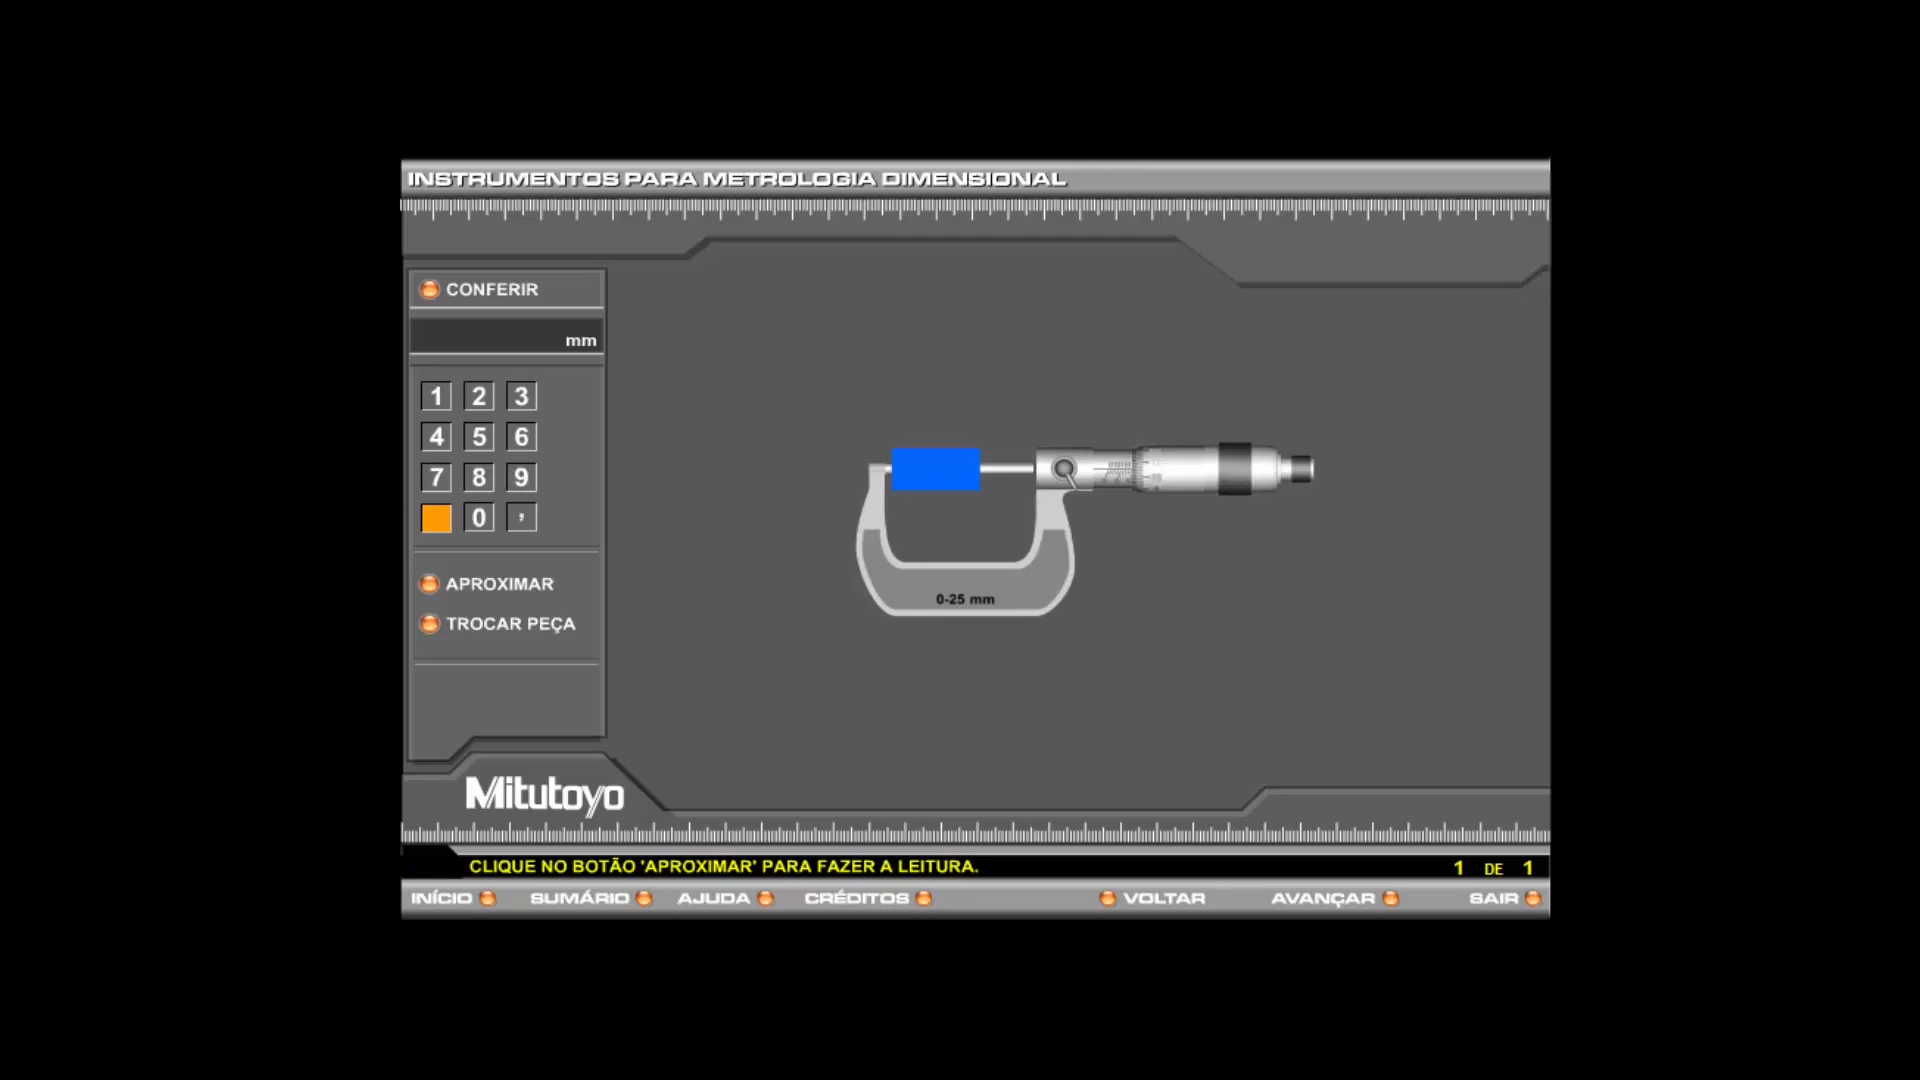 INSTRUMENTOS PARA METROLOGIA DIMENSIONAL
CONFERIR
mm
1 2 3
4 5 6
7 8 9
0 ,
APROXIMAR
TROCAR PEÇA
0-25 mm
Mitutoyo
CLIQUE NO BOTÃO 'APROXIMAR' PARA FAZER A LEITURA.
1 DE 1
INÍCIO SUMÁRIO AJUDA CRÉDITOS VOLTAR AVANÇAR SAIR